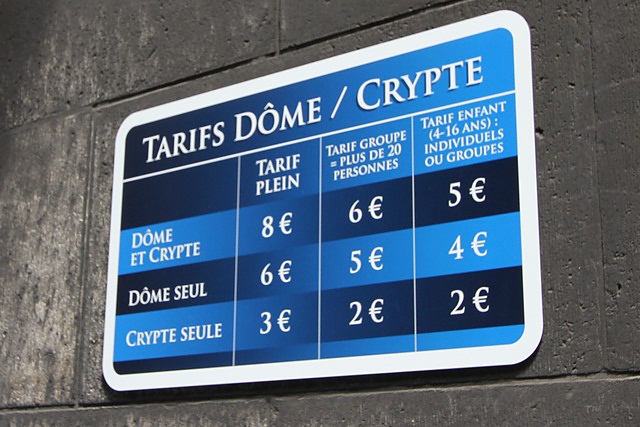 TARIFS DÔME / CRYPTE
TARIF
PLEIN
TARIF GROUPE
= PLUS DE 20
PERSONNES
TARIF ENFANT
(4-16 ANS) :
INDIVIDUELS
OU GROUPES
DÔME
ET CRYPTE
8 €
6 €
5 €
DÔME SEUL
6 €
5 €
4 €
CRYPTE SEULE
3 €
2 €
2 €